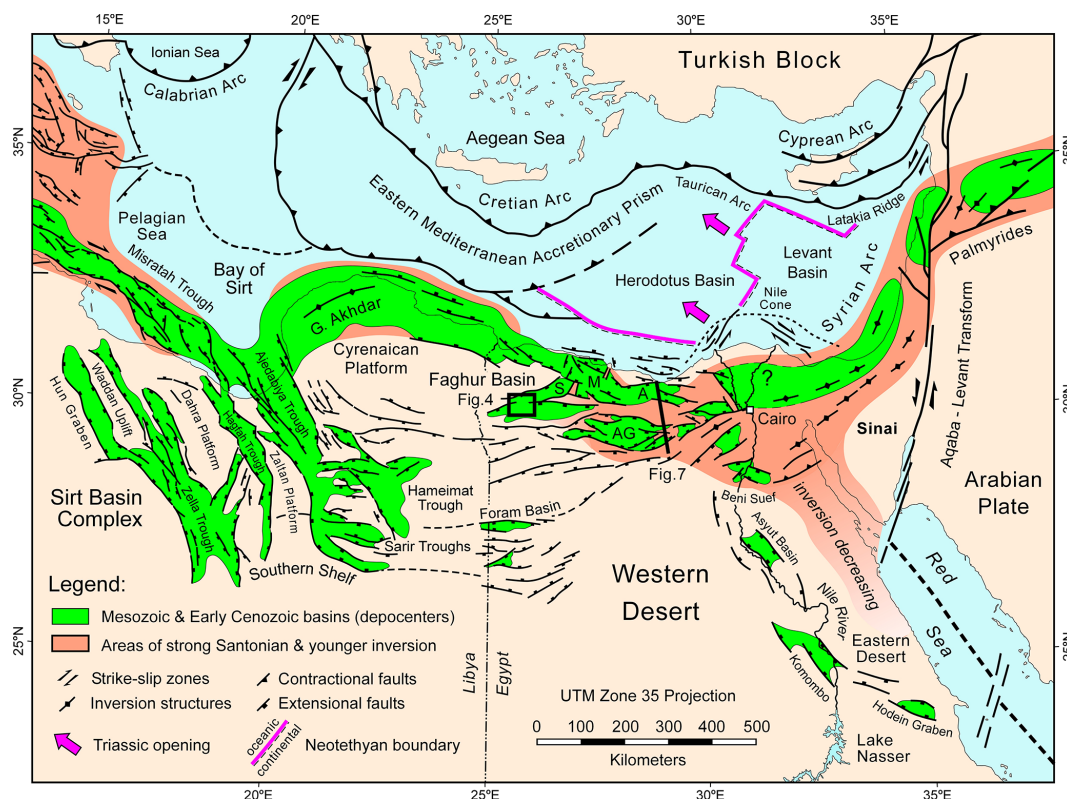 15°E
20°E
25°E
30°E
35°E
Ionian Sea
Calabrian Arc
Turkish Block
35°N
Aegean Sea
Cyprean Arc
Cretian Arc
Taurican Arc
Eastern Mediterranean Accretionary Prism
Latakia Ridge
Palmyrides
Pelagian
Sea
Misratah Trough
Bay of
Sirt
Herodotus Basin
Levant
Basin
Nile
Cone
Syrian Arc
G. Akhdar
Cyrenaican
Platform
Faghur Basin
Fig.4
S
M
A
AG
?
Cairo
Sinai
Aqaba - Levant Transform
30°N
Hun Graben
Waddan Uplift
Dahra Platform
Hagfah Trough
Ajedabiya Trough
Zaltan Platform
Zella Trough
Fig.7
Arabian
Plate
Sirt Basin
Complex
Hameimat
Trough
Foram Basin
Sarir Troughs
Southern Shelf
Beni Suef
Asyut Basin
inversion decreasing
Western
Desert
Red
Sea
Nile River
Eastern
Desert
Komombo
Hodein Graben
Lake
Nasser
Libya
Egypt
25°N
Legend:
Mesozoic & Early Cenozoic basins (depocenters)
Areas of strong Santonian & younger inversion
Strike-slip zones
Contractional faults
Inversion structures
Extensional faults
Triassic opening
oceanic
continental
Neotethyan boundary
UTM Zone 35 Projection
0 100 200 300 400 500
Kilometers
20°E
25°E
30°E
35°E